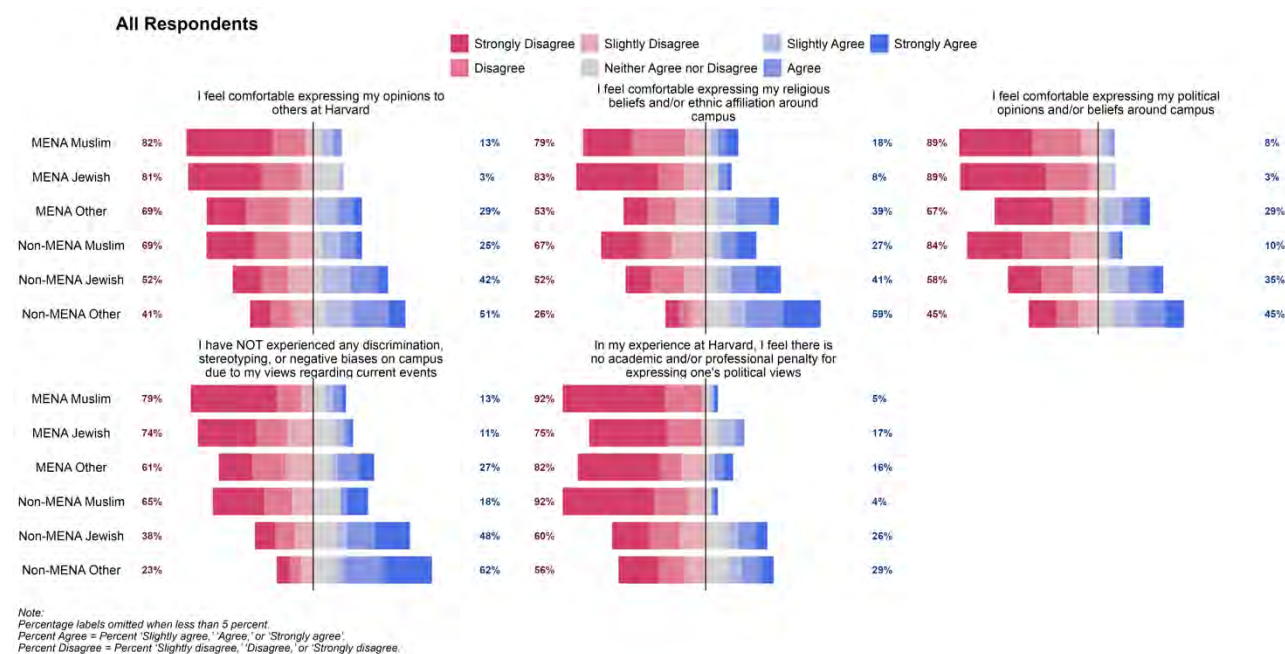 All Respondents
Strongly Disagree Slightly Disagree Slightly Agree Strongly Agree
Disagree Neither Agree nor Disagree Agree
I feel comfortable expressing my opinions to
others at Harvard
I feel comfortable expressing my religious
beliefs and/or ethnic affiliation around
campus
I feel comfortable expressing my political
opinions and/or beliefs around campus
MENA Muslim 82% 13% 79% 18% 89% 8%
MENA Jewish 81% 3% 83% 8% 89% 3%
MENA Other 69% 29% 53% 39% 67% 29%
Non-MENA Muslim 69% 25% 67% 27% 84% 10%
Non-MENA Jewish 52% 42% 52% 41% 58% 35%
Non-MENA Other 41% 51% 26% 59% 45% 45%
I have NOT experienced any discrimination,
stereotyping, or negative biases on campus
due to my views regarding current events
In my experience at Harvard, I feel there is
no academic and/or professional penalty for
expressing one's political views
MENA Muslim 79% 13% 92% 5%
MENA Jewish 74% 11% 75% 17%
MENA Other 61% 27% 82% 16%
Non-MENA Muslim 65% 18% 92% 4%
Non-MENA Jewish 38% 48% 60% 26%
Non-MENA Other 23% 62% 56% 29%
Note:
Percentage labels omitted when less than 5 percent.
Percent Agree = Percent 'Slightly agree,' 'Agree,' or 'Strongly agree'.
Percent Disagree = Percent 'Slightly disagree,' 'Disagree,' or 'Strongly disagree.